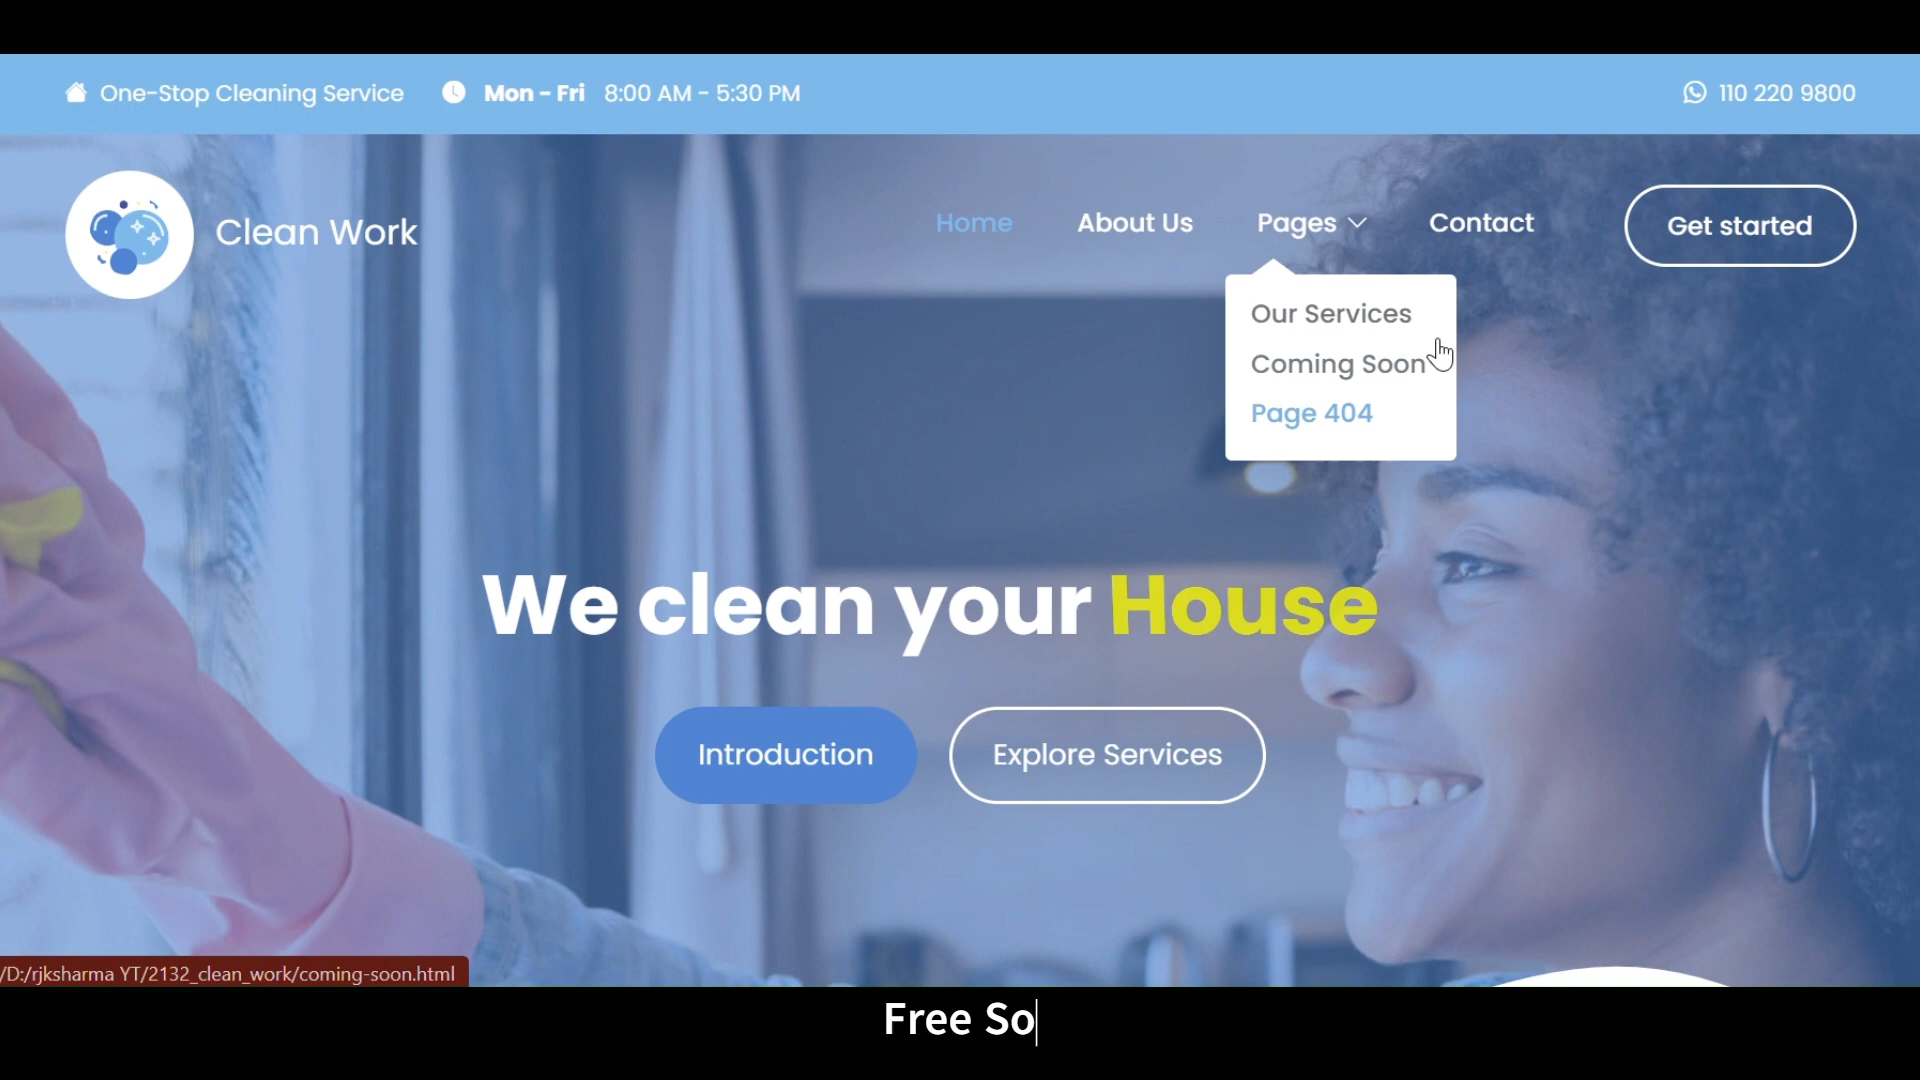 One-Stop Cleaning Service Mon - Fri 8:00 AM - 5:30 PM 110 220 9800
Clean Work Home About Us Pages Contact Get started
Our Services
Coming Soon
Page 404
We clean your House
Introduction Explore Services
/D:/rjksharma YT/2132_clean_work/coming-soon.html
Free So